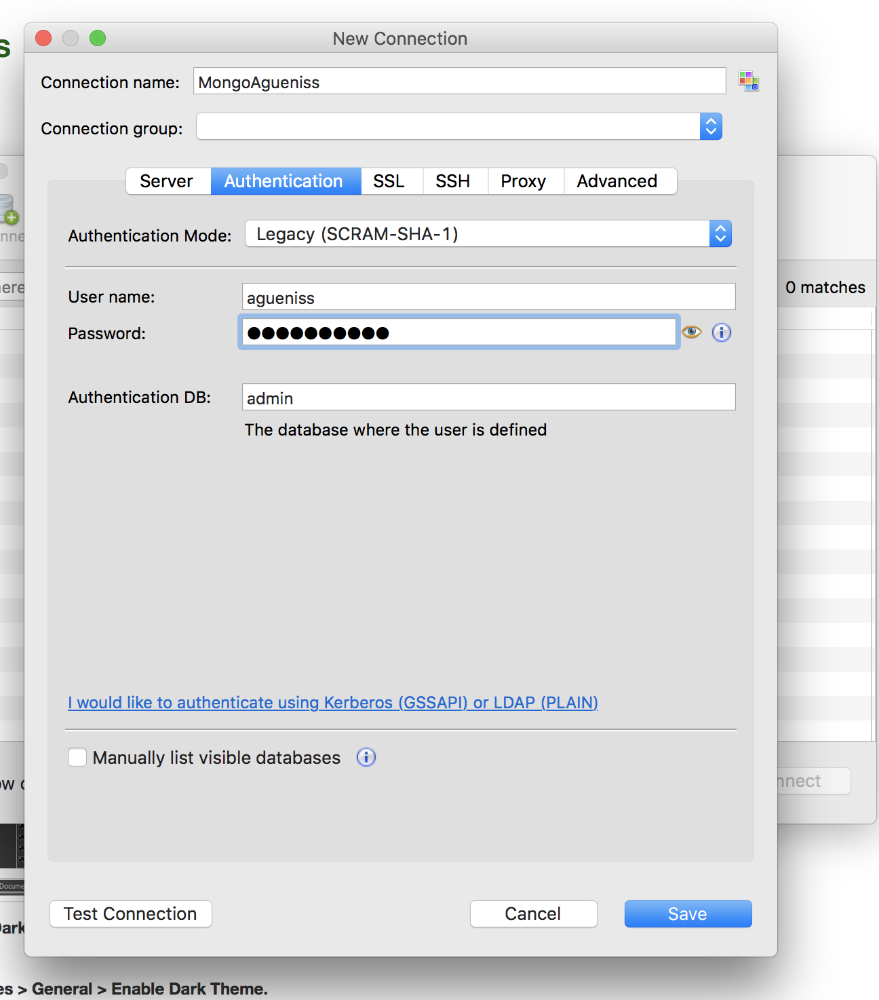 s
New Connection
Connection name: MongoAgueniss
Connection group:
Server Authentication SSL SSH Proxy Advanced
nne
Authentication Mode: Legacy (SCRAM-SHA-1)
ere
0 matches
User name: agueniss
Password: ●●●●●●●●●●
Authentication DB: admin
The database where the user is defined
I would like to authenticate using Kerberos (GSSAPI) or LDAP (PLAIN)
Manually list visible databases
ow
nnect
Docume
Test Connection Cancel Save
Dark
es > General > Enable Dark Theme.